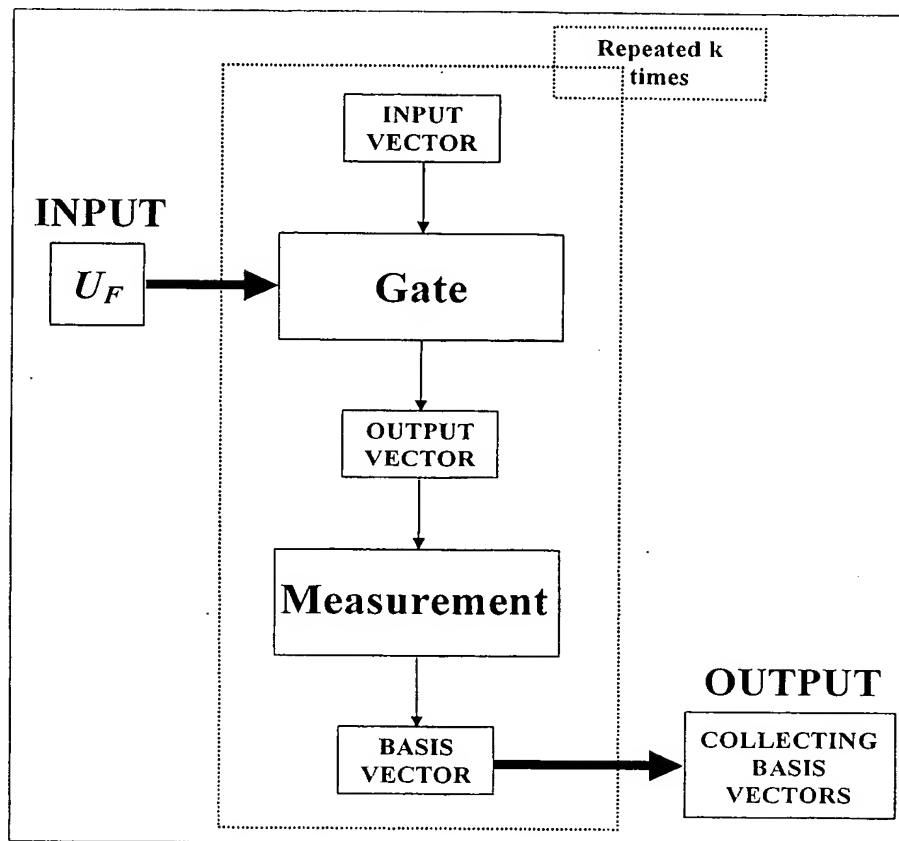 Repeated k
times
INPUT
VECTOR
INPUT
U_F
Gate
OUTPUT
VECTOR
Measurement
OUTPUT
BASIS
VECTOR
COLLECTING
BASIS
VECTORS